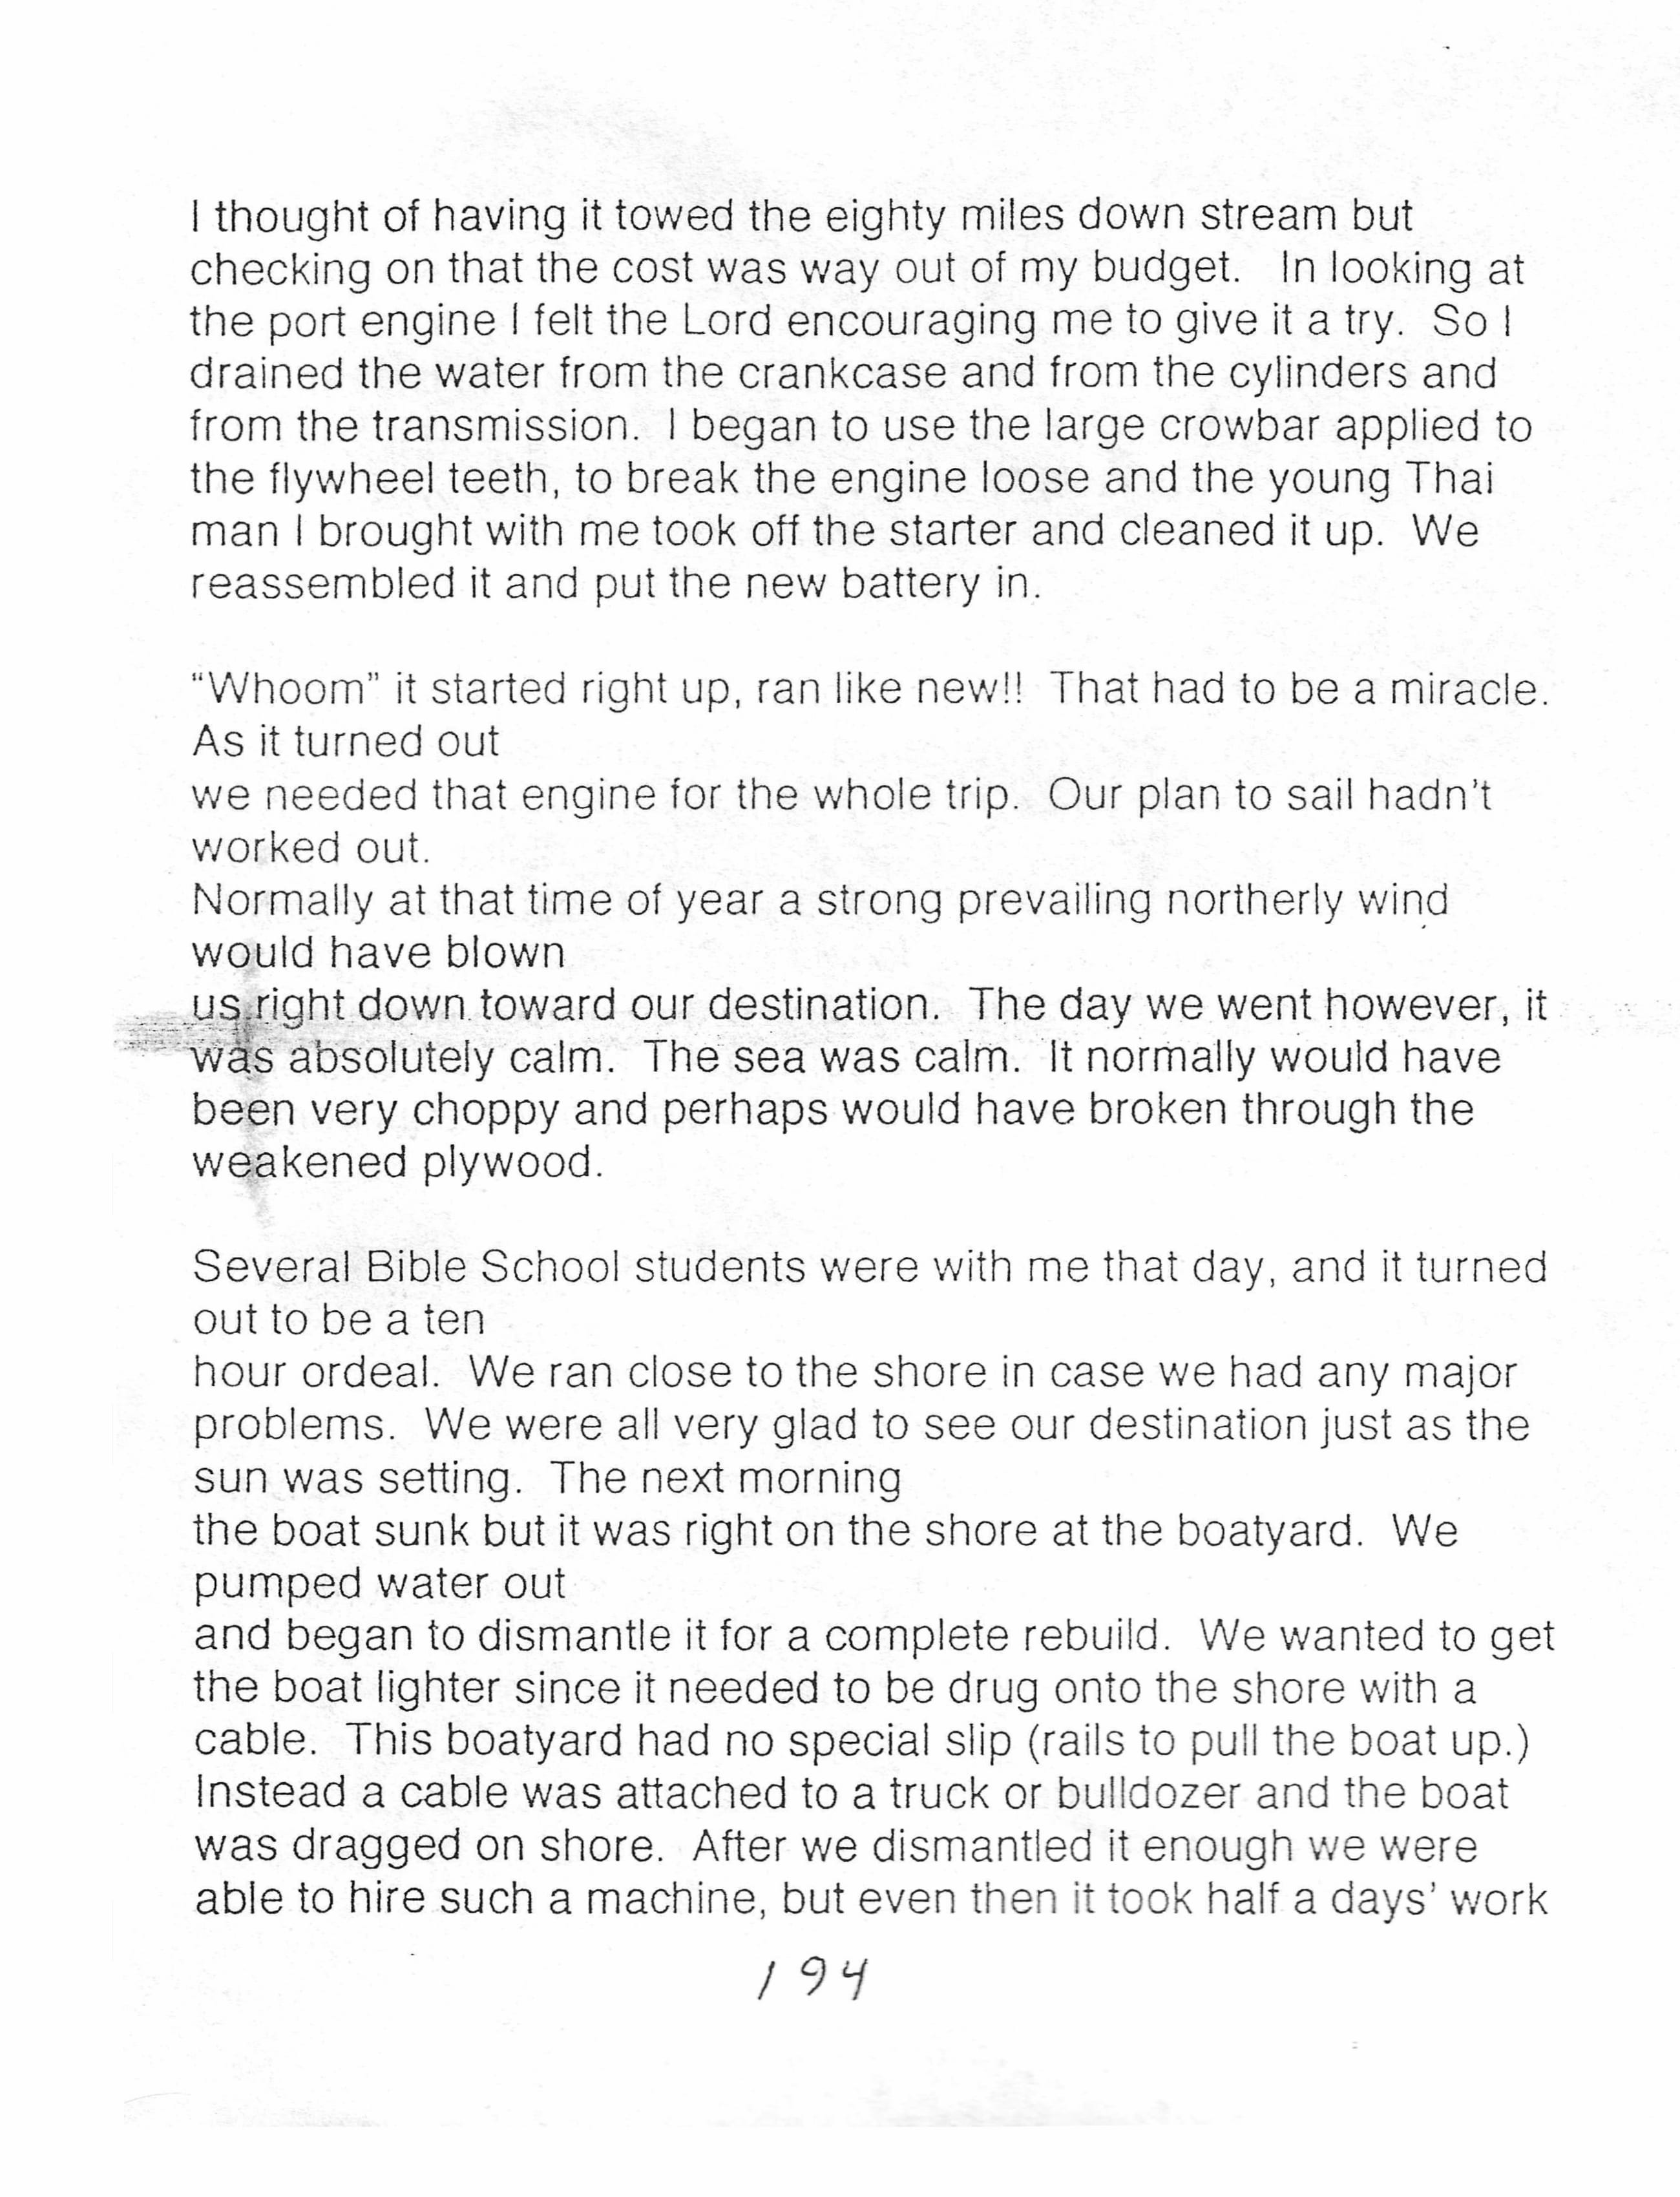 I thought of having it towed the eighty miles down stream but
checking on that the cost was way out of my budget.   In looking at
the port engine I felt the Lord encouraging me to give it a try.  So I
drained the water from the crankcase and from the cylinders and
from the transmission.  I began to use the large crowbar applied to
the flywheel teeth, to break the engine loose and the young Thai
man I brought with me took off the starter and cleaned it up.  We
reassembled it and put the new battery in.

“Whoom” it started right up, ran like new!!  That had to be a miracle.
As it turned out
we needed that engine for the whole trip.  Our plan to sail hadn't
worked out.
Normally at that time of year a strong prevailing northerly wind
would have blown
us right down toward our destination.  The day we went however, it
was absolutely calm.  The sea was calm.  It normally would have
been very choppy and perhaps would have broken through the
weakened plywood.

Several Bible School students were with me that day, and it turned
out to be a ten
hour ordeal.  We ran close to the shore in case we had any major
problems.  We were all very glad to see our destination just as the
sun was setting.  The next morning
the boat sunk but it was right on the shore at the boatyard.  We
pumped water out
and began to dismantle it for a complete rebuild.  We wanted to get
the boat lighter since it needed to be drug onto the shore with a
cable.  This boatyard had no special slip (rails to pull the boat up.)
Instead a cable was attached to a truck or bulldozer and the boat
was dragged on shore.  After we dismantled it enough we were
able to hire such a machine, but even then it took half a days' work
194